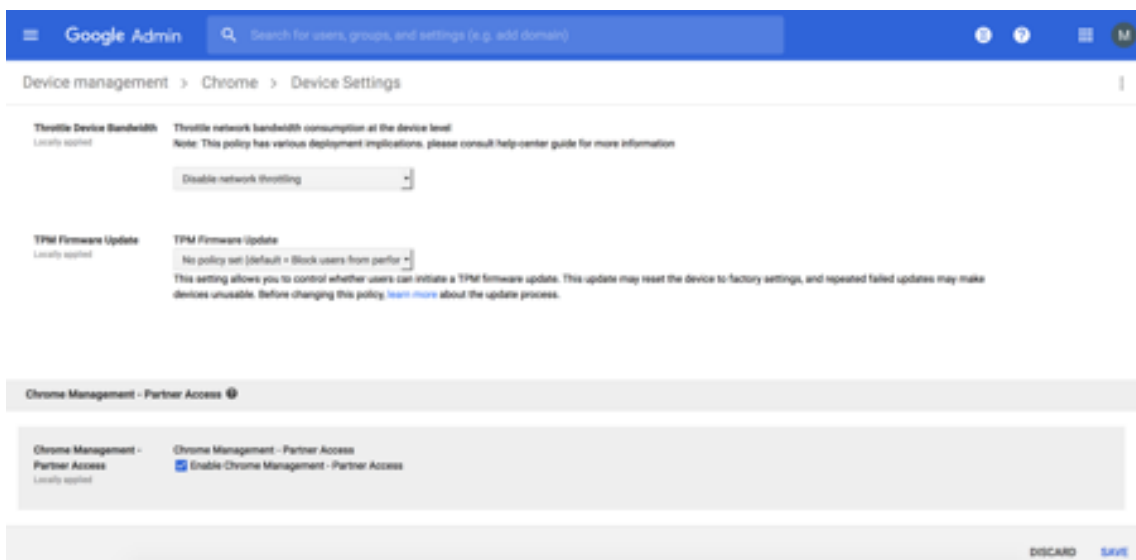 Google Admin
Search for users, groups, and settings (e.g. add domain)
M
Device management > Chrome > Device Settings
Throttle Device Bandwidth
Locally applied
Throttle network bandwidth consumption at the device level
Note: This policy has various deployment implications. please consult help center guide for more information
Disable network throttling
TPM Firmware Update
Locally applied
TPM Firmware Update
No policy set (default = Block users from perfor
This setting allows you to control whether users can initiate a TPM firmware update. This update may reset the device to factory settings, and repeated failed updates may make
devices unusable. Before changing this policy, learn more about the update process.
Chrome Management - Partner Access
Chrome Management -
Partner Access
Locally applied
Chrome Management - Partner Access
Enable Chrome Management - Partner Access
DISCARD SAVE